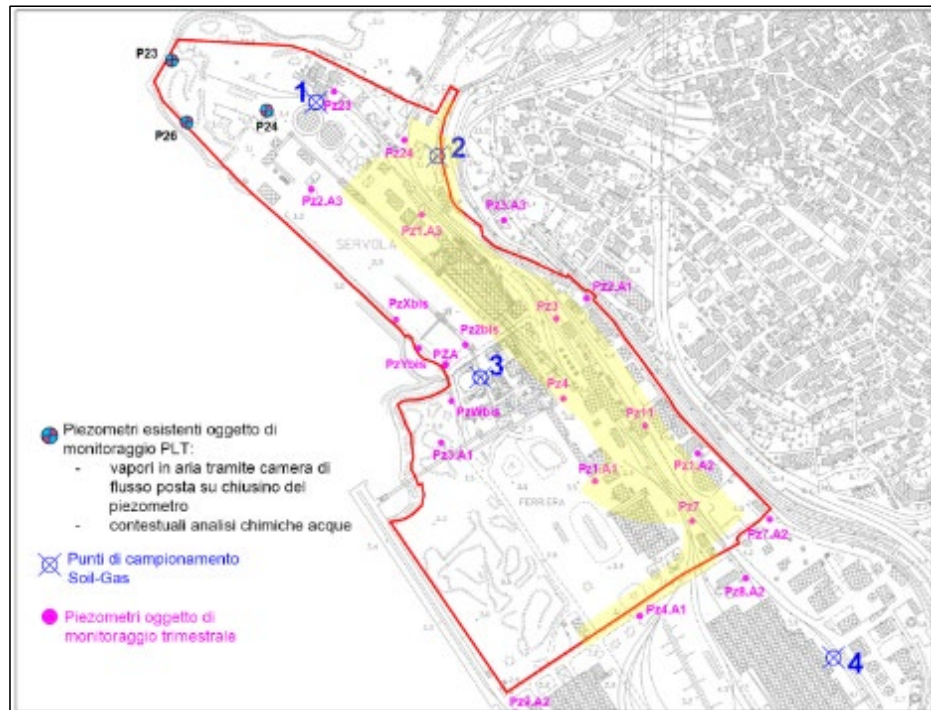 P23
1
Pz23
P24
P26
Pz24
2
Pz2.A3
Pz3.A3
Pz1.A3
SERVOLA
Pz2.A1
PzXbis
Pz3
Pz2bis
PzYbis
PZA
3
Pz4
PzWbis
Pz11
Pz3.A1
Pz1.A2
Pz1.A1
FERRIERA
Pz7
Pz7.A2
Pz8.A2
Pz4.A1
4
Pz9.A2
Piezometri esistenti oggetto di
monitoraggio PLT:
- vapori in aria tramite camera di
flusso posta su chiusino del
piezometro
- contestuali analisi chimiche acque
Punti di campionamento
Soil-Gas
Piezometri oggetto di
monitoraggio trimestrale